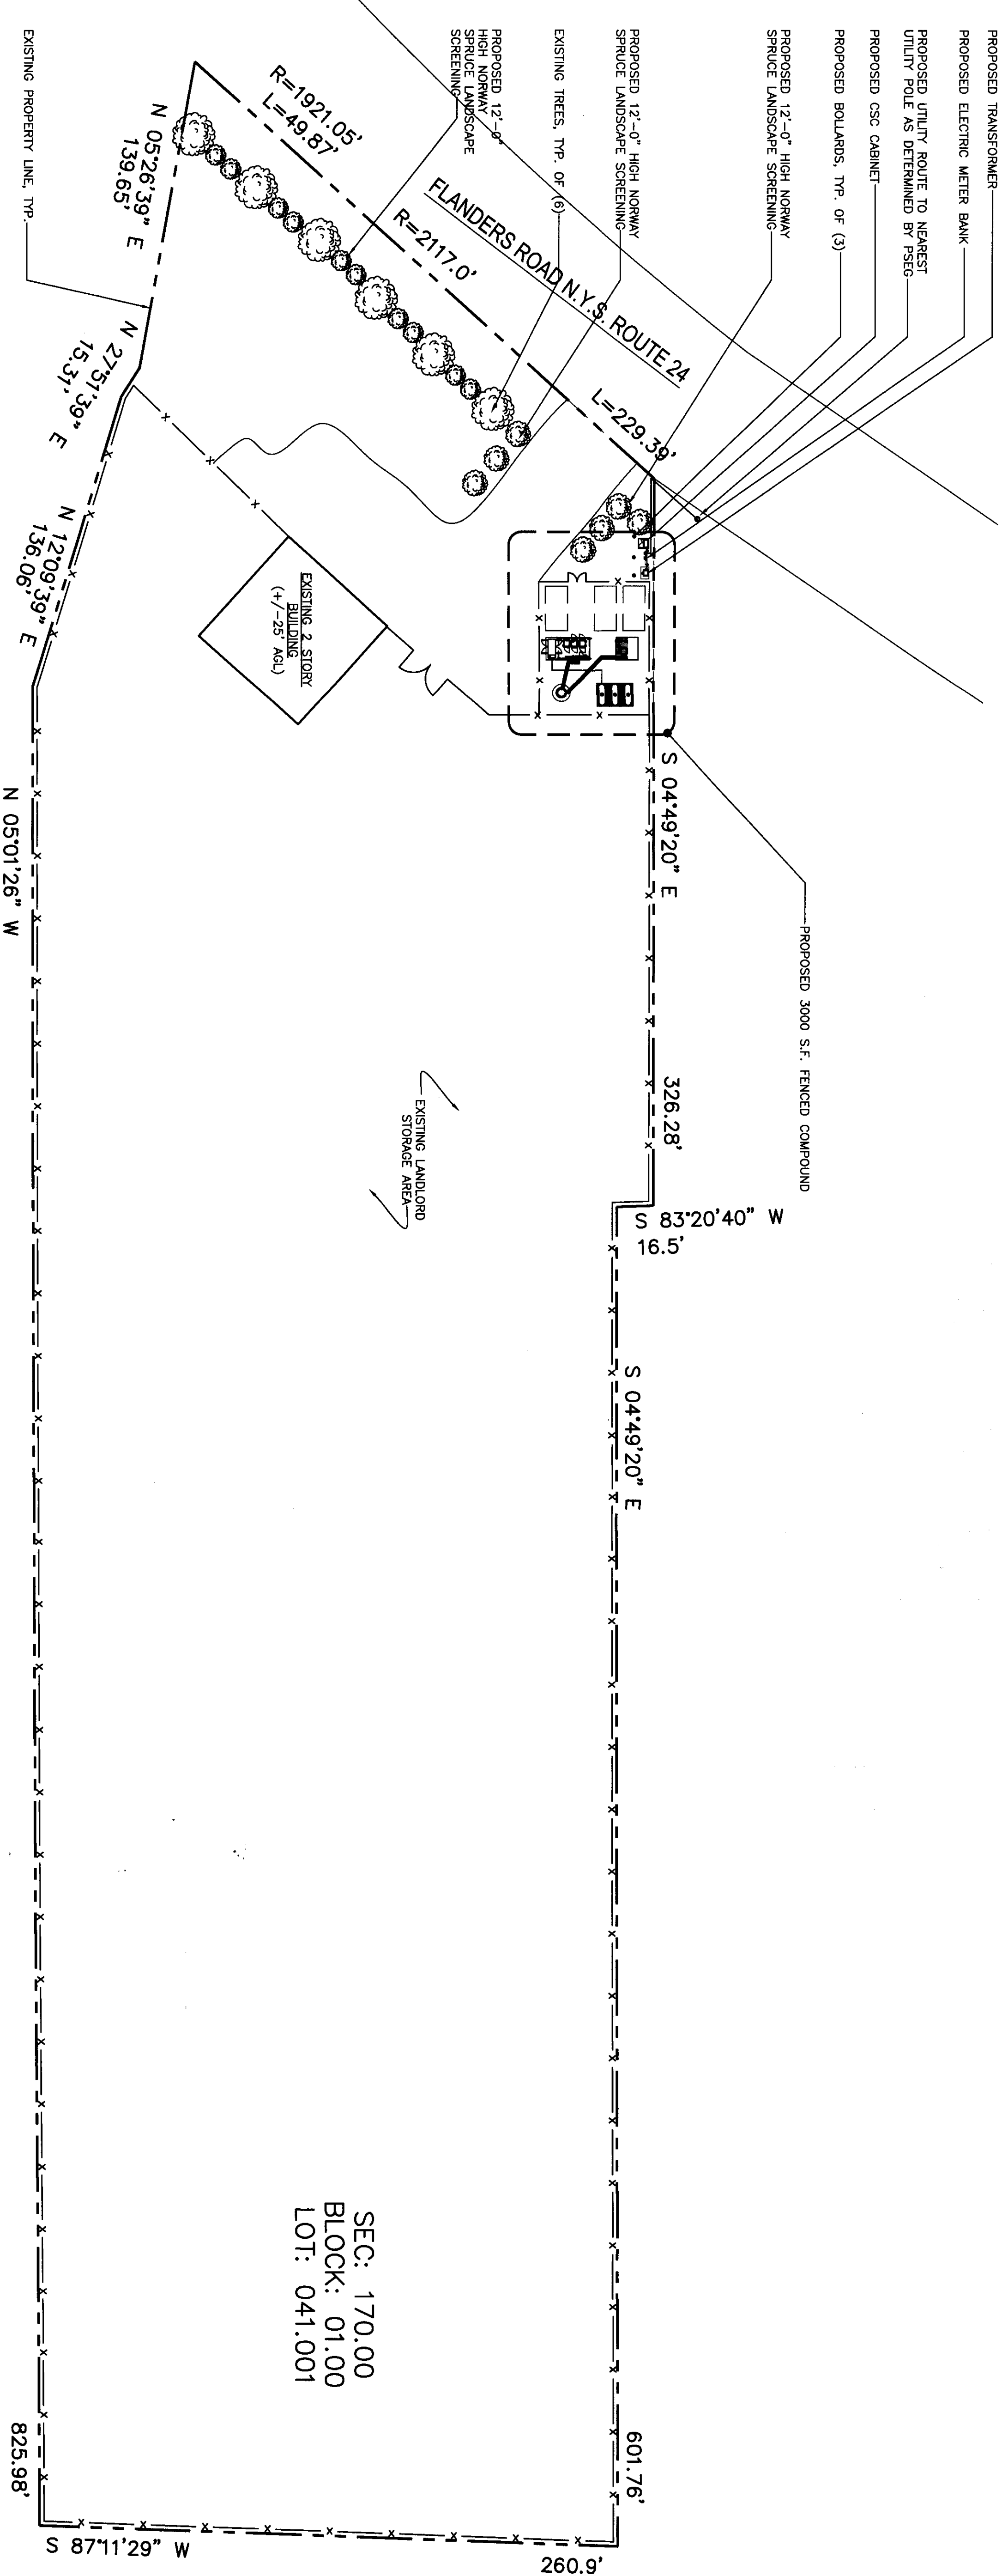 PROPOSED TRANSFORMER
PROPOSED ELECTRIC METER BANK
PROPOSED UTILITY ROUTE TO NEAREST
UTILITY POLE AS DETERMINED BY PSEG
PROPOSED CSC CABINET
PROPOSED BOLLARDS, TYP. OF (3)
PROPOSED 12'-0" HIGH NORWAY
SPRUCE LANDSCAPE SCREENING
PROPOSED 12'-0" HIGH NORWAY
SPRUCE LANDSCAPE SCREENING
EXISTING TREES, TYP. OF (6)
PROPOSED 12'-0"
HIGH NORWAY
SPRUCE LANDSCAPE
SCREENING
EXISTING PROPERTY LINE, TYP.
R=1921.05'
L=49.87'
R=2117.0'
FLANDERS ROAD N.Y.S. ROUTE 24
L=229.39'
N 05°26'39" E
139.65'
N 27°51'39" E
15.31'
N 12°09'39" E
136.06'
EXISTING 2 STORY
BUILDING
(+/-25' AGL)
PROPOSED 3000 S.F. FENCED COMPOUND
S 04°49'20" E
326.28'
S 83°20'40" W
16.5'
EXISTING LANDLORD
STORAGE AREA
S 04°49'20" E
601.76'
N 05°01'26" W
825.98'
SEC: 170.00
BLOCK: 01.00
LOT: 041.001
S 87°11'29" W
260.9'